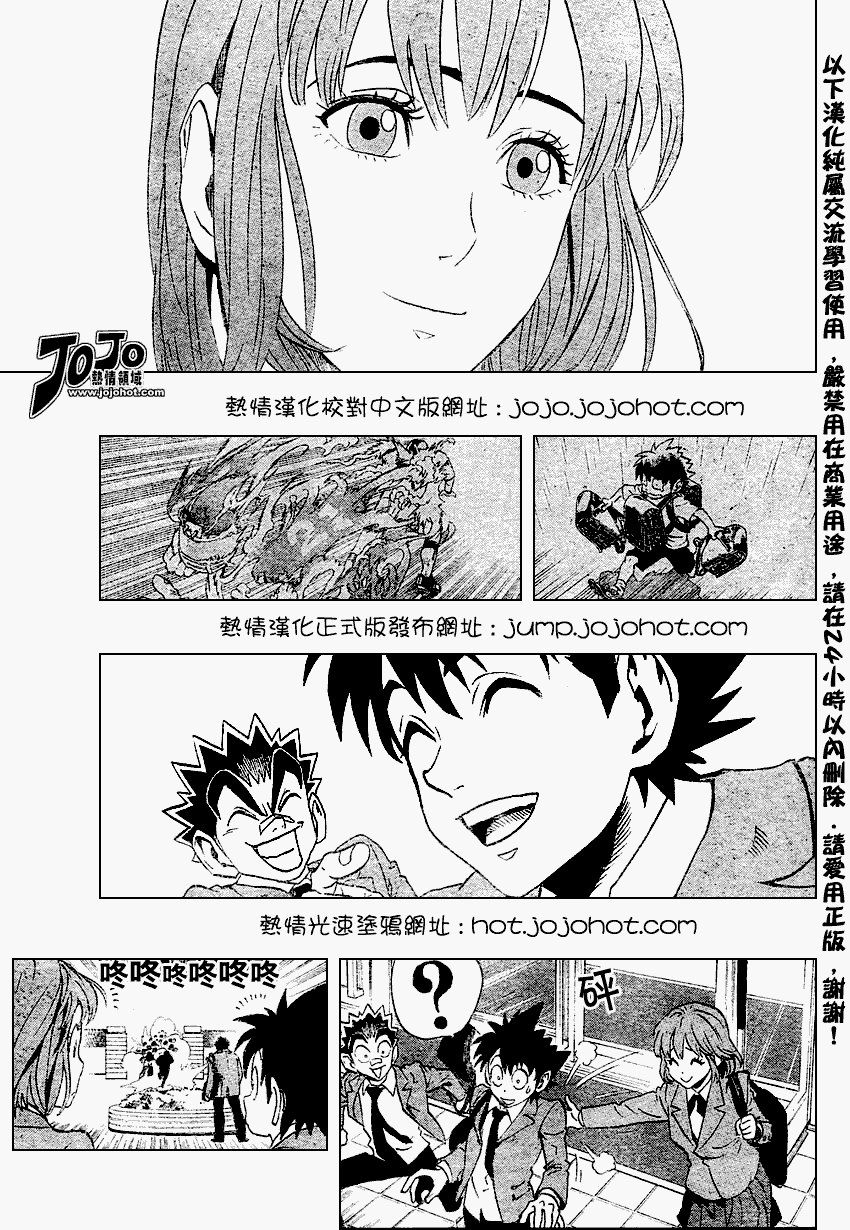 以下漢化純屬交流學習使用，嚴禁用在商業用途，請在24小時以內刪除．請愛用正版，謝謝！
JOJO
熱情領域
www.jojohot.com
熱情漢化校對中文版網址：jojo.jojohot.com
熱情漢化正式版發布網址：jump.jojohot.com
熱情光速塗鴉網址：hot.jojohot.com
咚咚咚咚咚咚
?
砰